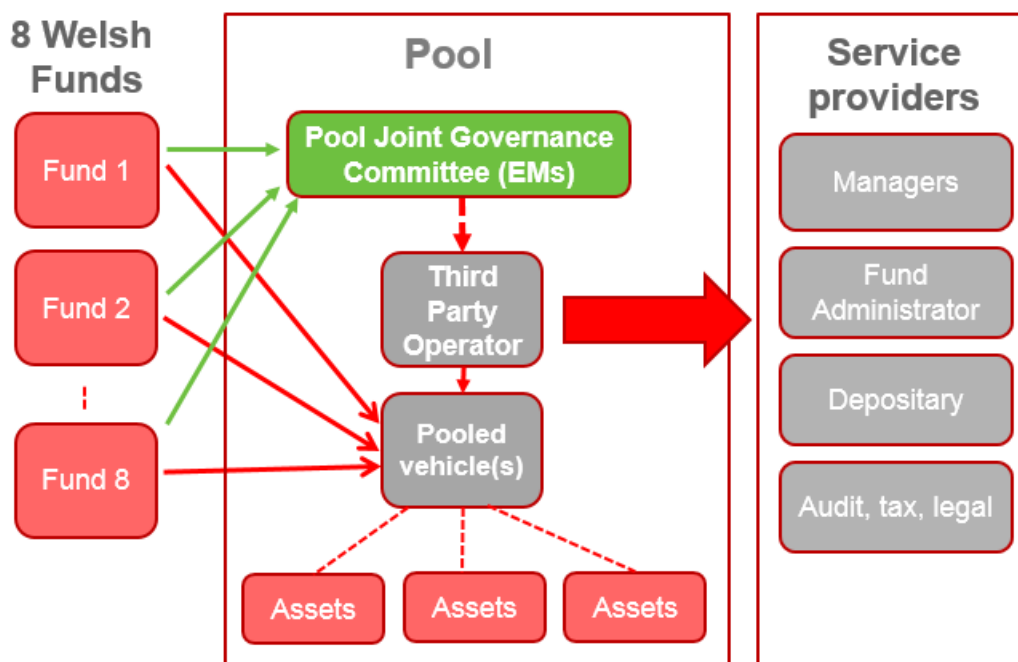 8 Welsh
Funds
Fund 1
Fund 2
Fund 8
Pool
Pool Joint Governance
Committee (EMs)
Third
Party
Operator
Pooled
vehicle(s)
Assets
Assets
Assets
Service
providers
Managers
Fund
Administrator
Depositary
Audit, tax, legal